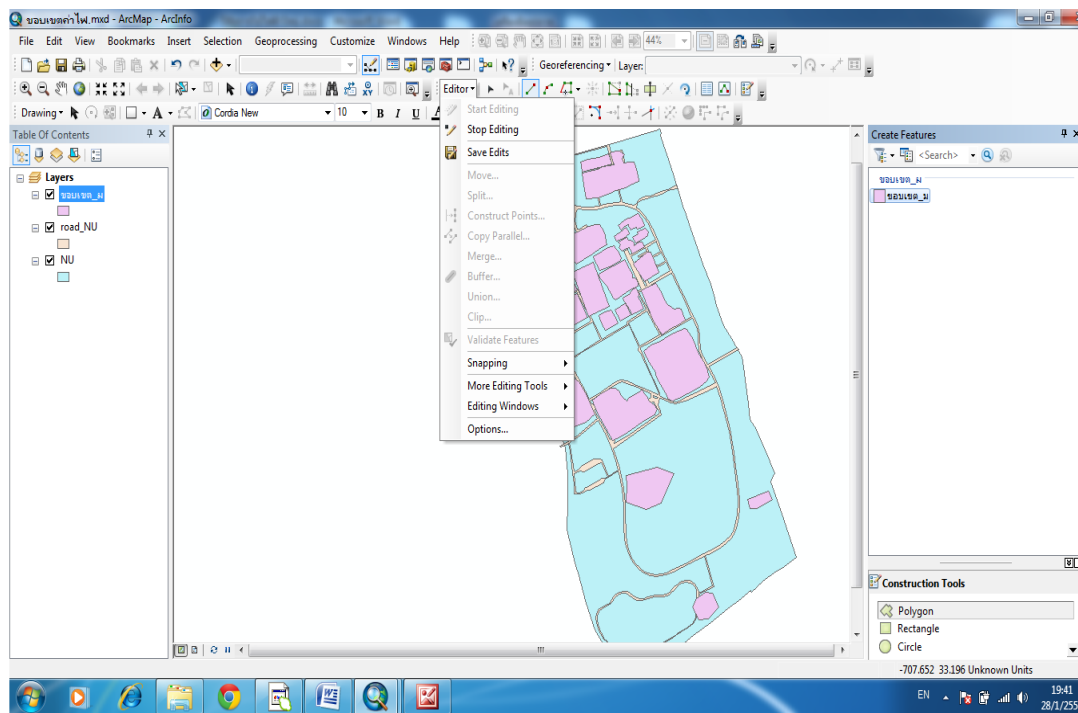 ขอบเขตค่าไฟ.mxd - ArcMap - ArcInfo
File Edit View Bookmarks Insert Selection Geoprocessing Customize Windows Help 44%
Georeferencing Layer:
Editor
Drawing A Cordia New 10 B I U A
Start Editing
Stop Editing
Save Edits
Move...
Split...
Construct Points...
Copy Parallel...
Merge...
Buffer...
Union...
Clip...
Validate Features
Snapping
More Editing Tools
Editing Windows
Options...
Table Of Contents
Layers
ขอบเขต_ม
road_NU
NU
Create Features
<Search>
ขอบเขต_ม
ขอบเขต_ม
Construction Tools
Polygon
Rectangle
Circle
-707.652 33.196 Unknown Units
EN
19:41
28/1/255